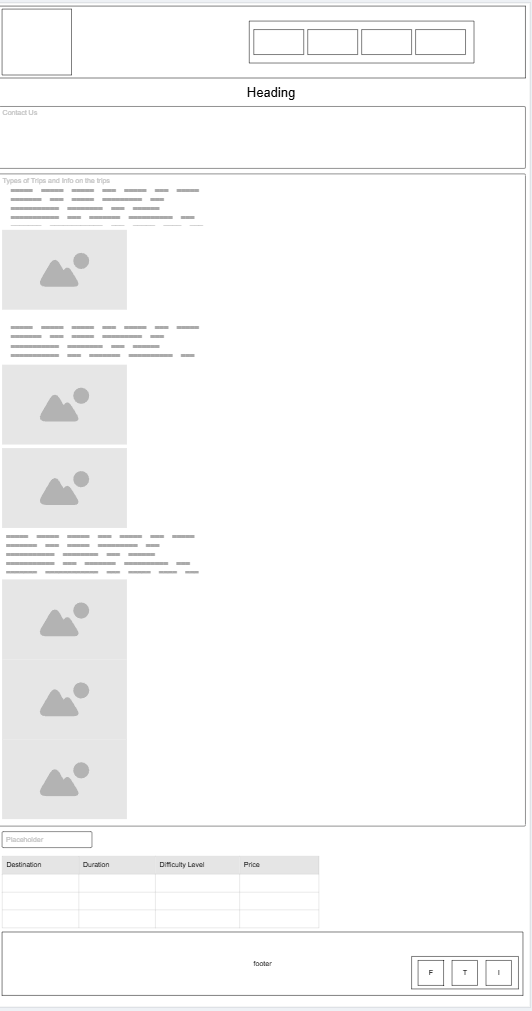 Heading
Contact Us
Types of Trips and Info on the trips
Placeholder
Destination Duration Difficulty Level Price
footer
F T I